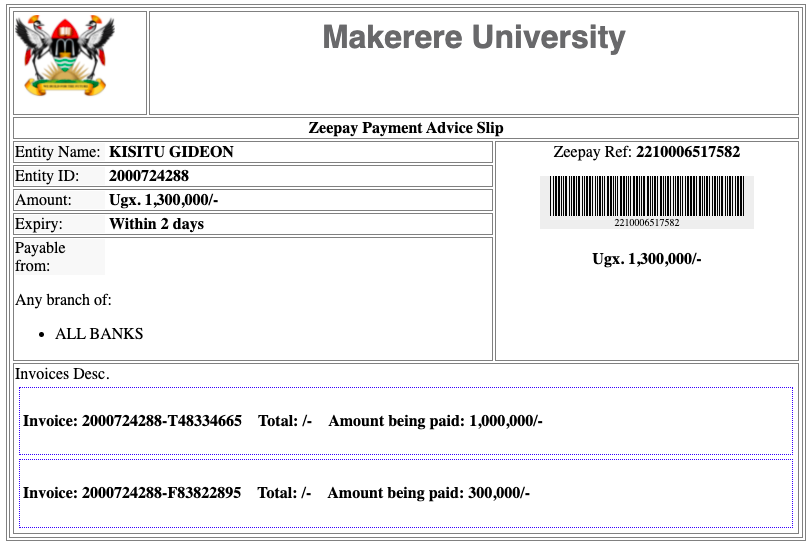 Makerere University
Zeepay Payment Advice Slip
Entity Name: KISITU GIDEON
Entity ID: 2000724288
Amount: Ugx. 1,300,000/-
Expiry: Within 2 days
Payable
from:
Any branch of:
• ALL BANKS
Zeepay Ref: 2210006517582
2210006517582
Ugx. 1,300,000/-
Invoices Desc.
Invoice: 2000724288-T48334665 Total: /- Amount being paid: 1,000,000/-
Invoice: 2000724288-F83822895 Total: /- Amount being paid: 300,000/-